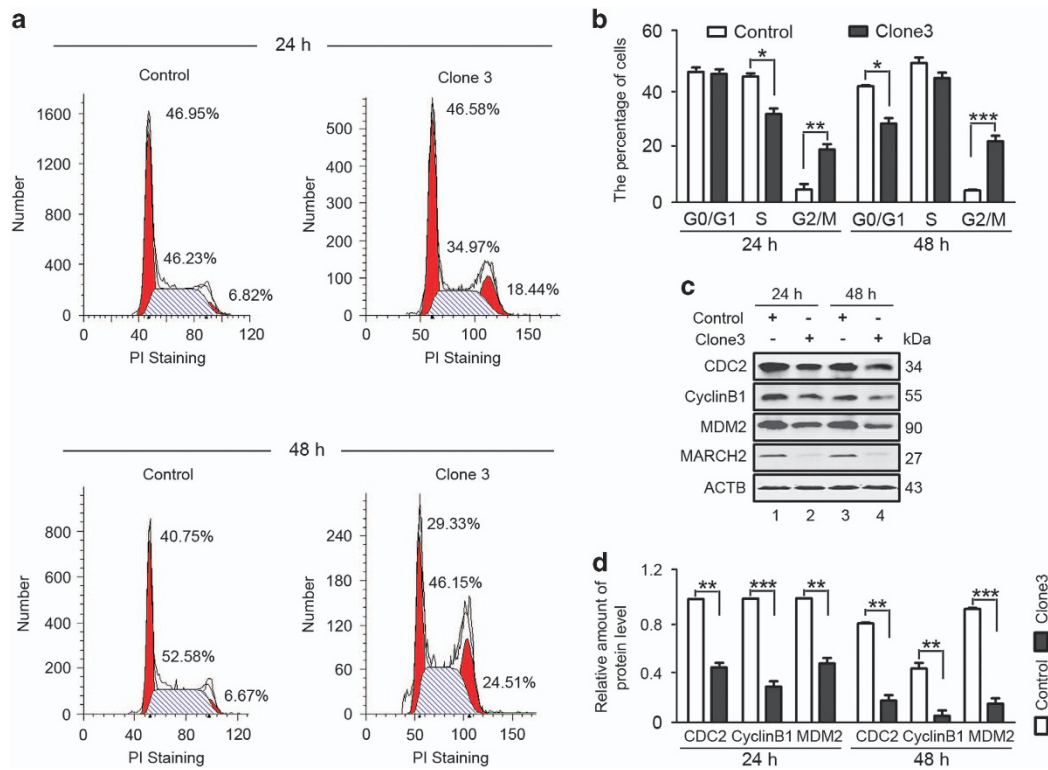 a
24 h
Control
Clone 3
1600
1200
800
400
0
Number
46.95%
46.23%
6.82%
0 40 80 120
PI Staining
500
400
300
200
100
0
Number
46.58%
34.97%
18.44%
0 50 100 150
PI Staining
48 h
Control
Clone 3
800
600
400
200
0
Number
40.75%
52.58%
6.67%
0 40 80 120
PI Staining
240
180
120
60
0
Number
29.33%
46.15%
24.51%
0 50 100 150
PI Staining
b
Control Clone3
The percentage of cells
60
40
20
0
* ** * ***
G0/G1 S G2/M G0/G1 S G2/M
24 h 48 h
c
24 h 48 h
Control + - + -
Clone3 - + - + kDa
CDC2 34
CyclinB1 55
MDM2 90
MARCH2 27
ACTB 43
1 2 3 4
d
Relative amount of
protein level
1.2
0.8
0.4
0
** *** ** ** ** ***
CDC2 CyclinB1 MDM2 CDC2 CyclinB1 MDM2
24 h 48 h
Clone3
Control